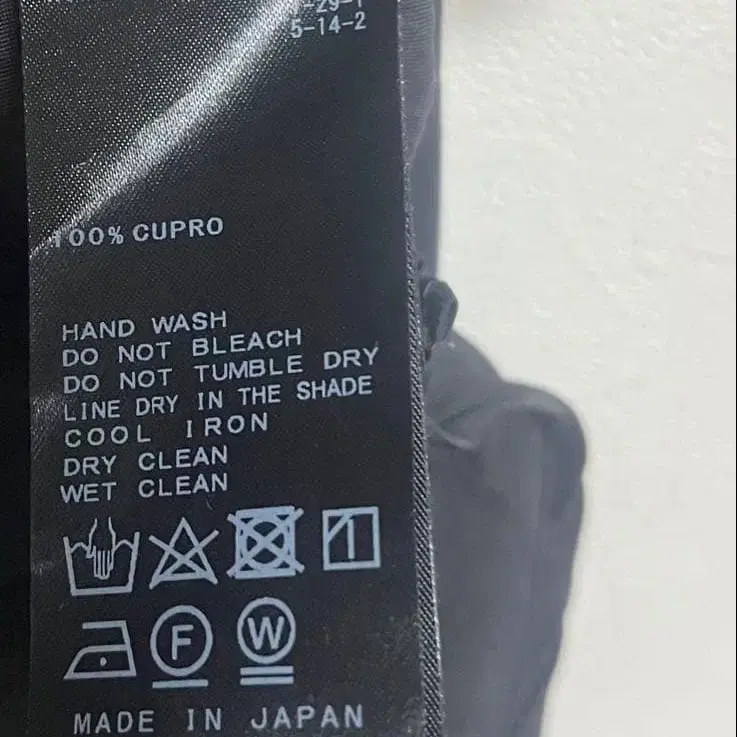 5-14-2
100% CUPRO
HAND WASH
DO NOT BLEACH
DO NOT TUMBLE DRY
LINE DRY IN THE SHADE
COOL IRON
DRY CLEAN
WET CLEAN
F W
MADE IN JAPAN